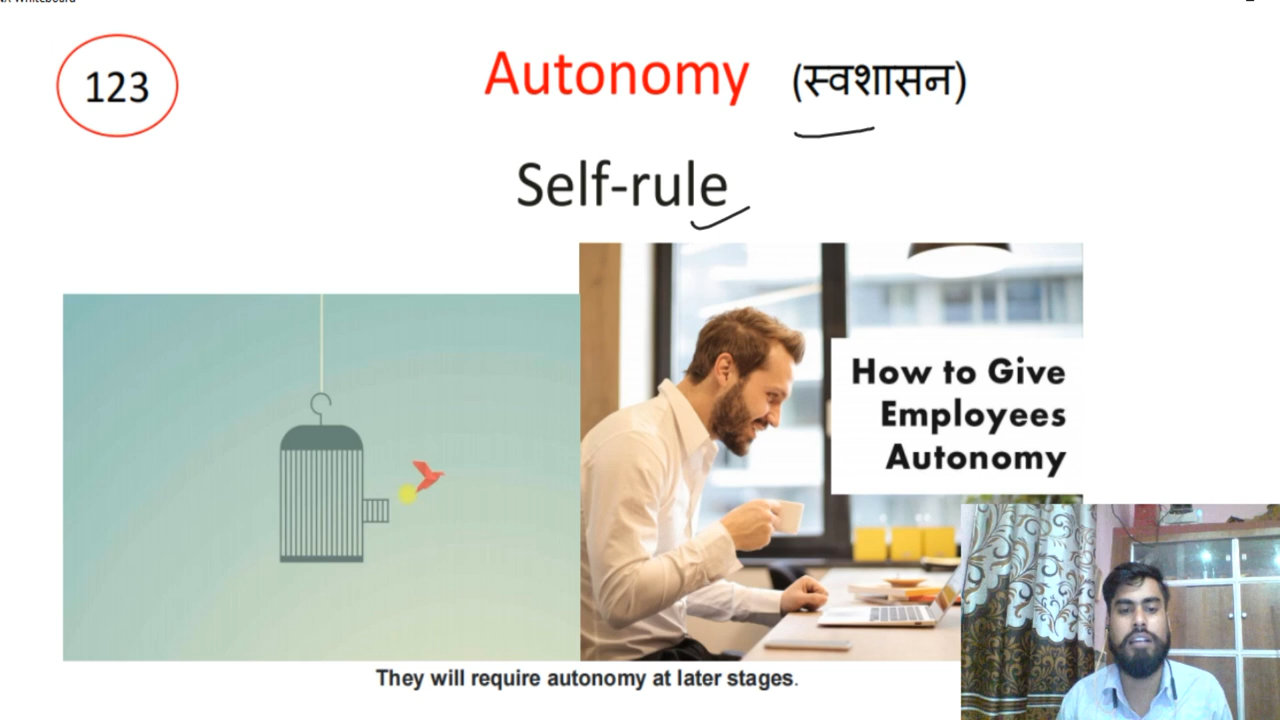 123
Autonomy (स्वशासन)
Self-rule
How to Give
Employees
Autonomy
They will require autonomy at later stages.